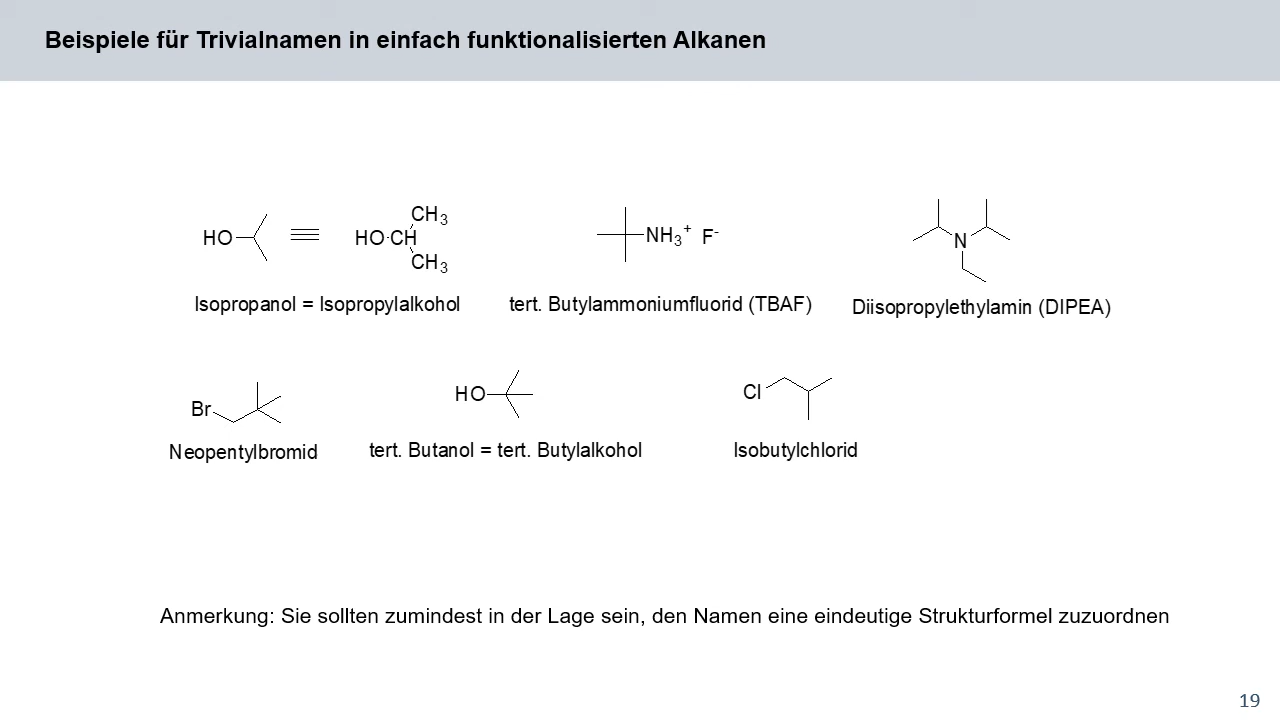 Beispiele für Trivialnamen in einfach funktionalisierten Alkanen
HO
HO·CH
CH3
CH3
NH3+ F-
N
Isopropanol = Isopropylalkohol
tert. Butylammoniumfluorid (TBAF)
Diisopropylethylamin (DIPEA)
Br
HO
Cl
Neopentylbromid
tert. Butanol = tert. Butylalkohol
Isobutylchlorid
Anmerkung: Sie sollten zumindest in der Lage sein, den Namen eine eindeutige Strukturformel zuzuordnen
19